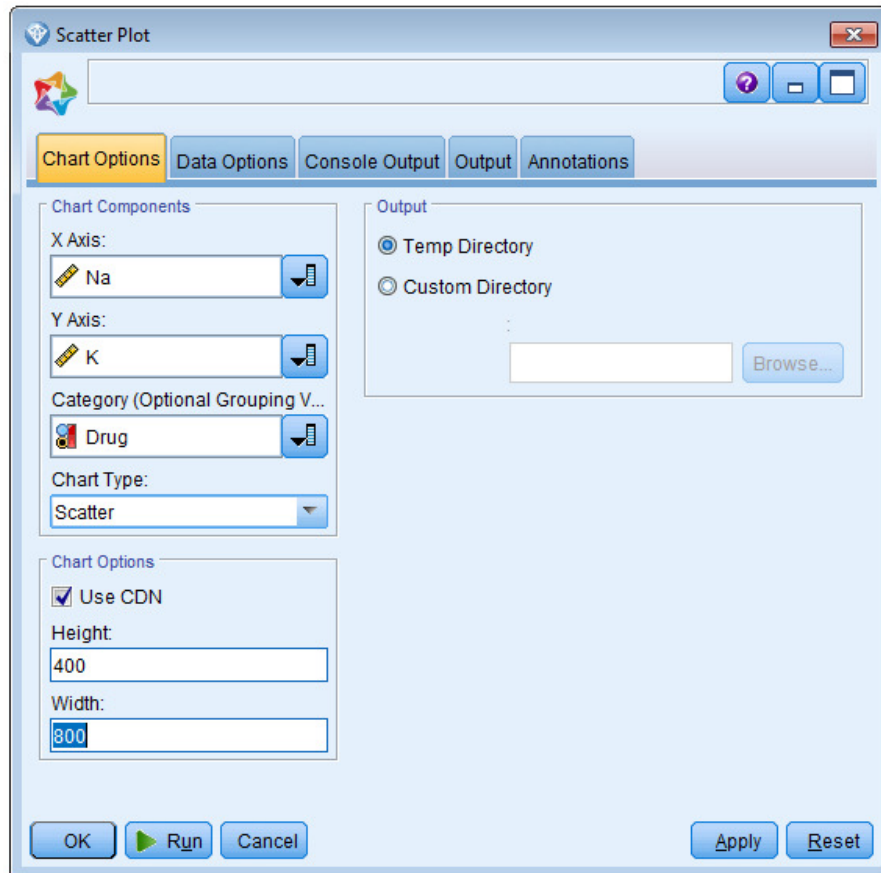 Scatter Plot
Chart Options Data Options Console Output Output Annotations
Chart Components
X Axis:
Na
Y Axis:
K
Category (Optional Grouping V...
Drug
Chart Type:
Scatter
Chart Options
Use CDN
Height:
400
Width:
800
Output
Temp Directory
Custom Directory
:
Browse...
OK Run Cancel Apply Reset